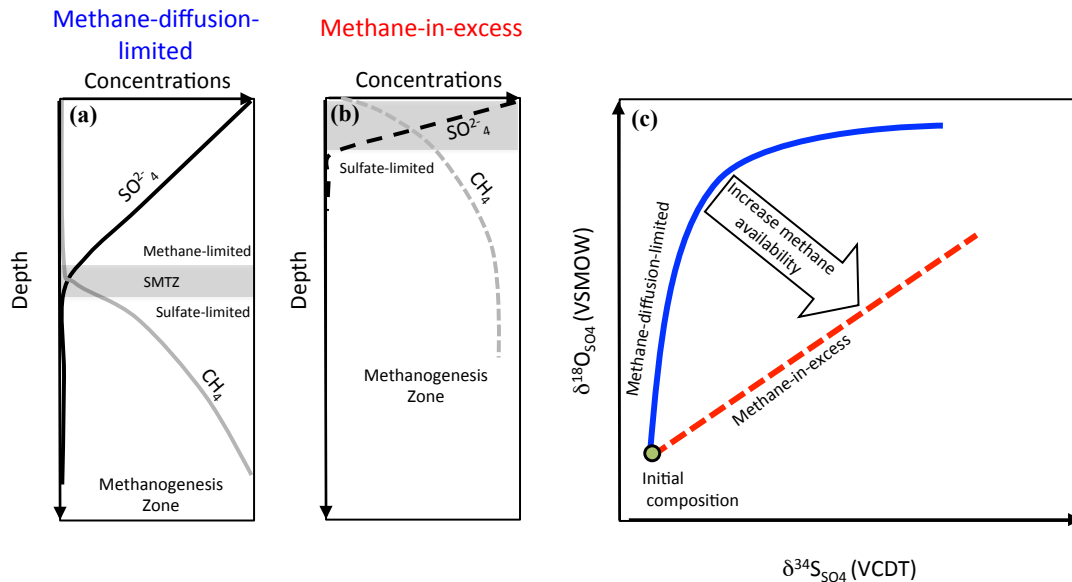 Methane-diffusion-
limited
Concentrations
(a)
SO²⁻₄
Methane-limited
SMTZ
Sulfate-limited
CH₄
Depth
Methanogenesis
Zone
Methane-in-excess
Concentrations
(b)
SO²⁻₄
Sulfate-limited
CH₄
Depth
Methanogenesis
Zone
(c)
Increase methane
availability
Methane-diffusion-limited
Methane-in-excess
Initial
composition
δ¹⁸O_SO4 (VSMOW)
δ³⁴S_SO4 (VCDT)